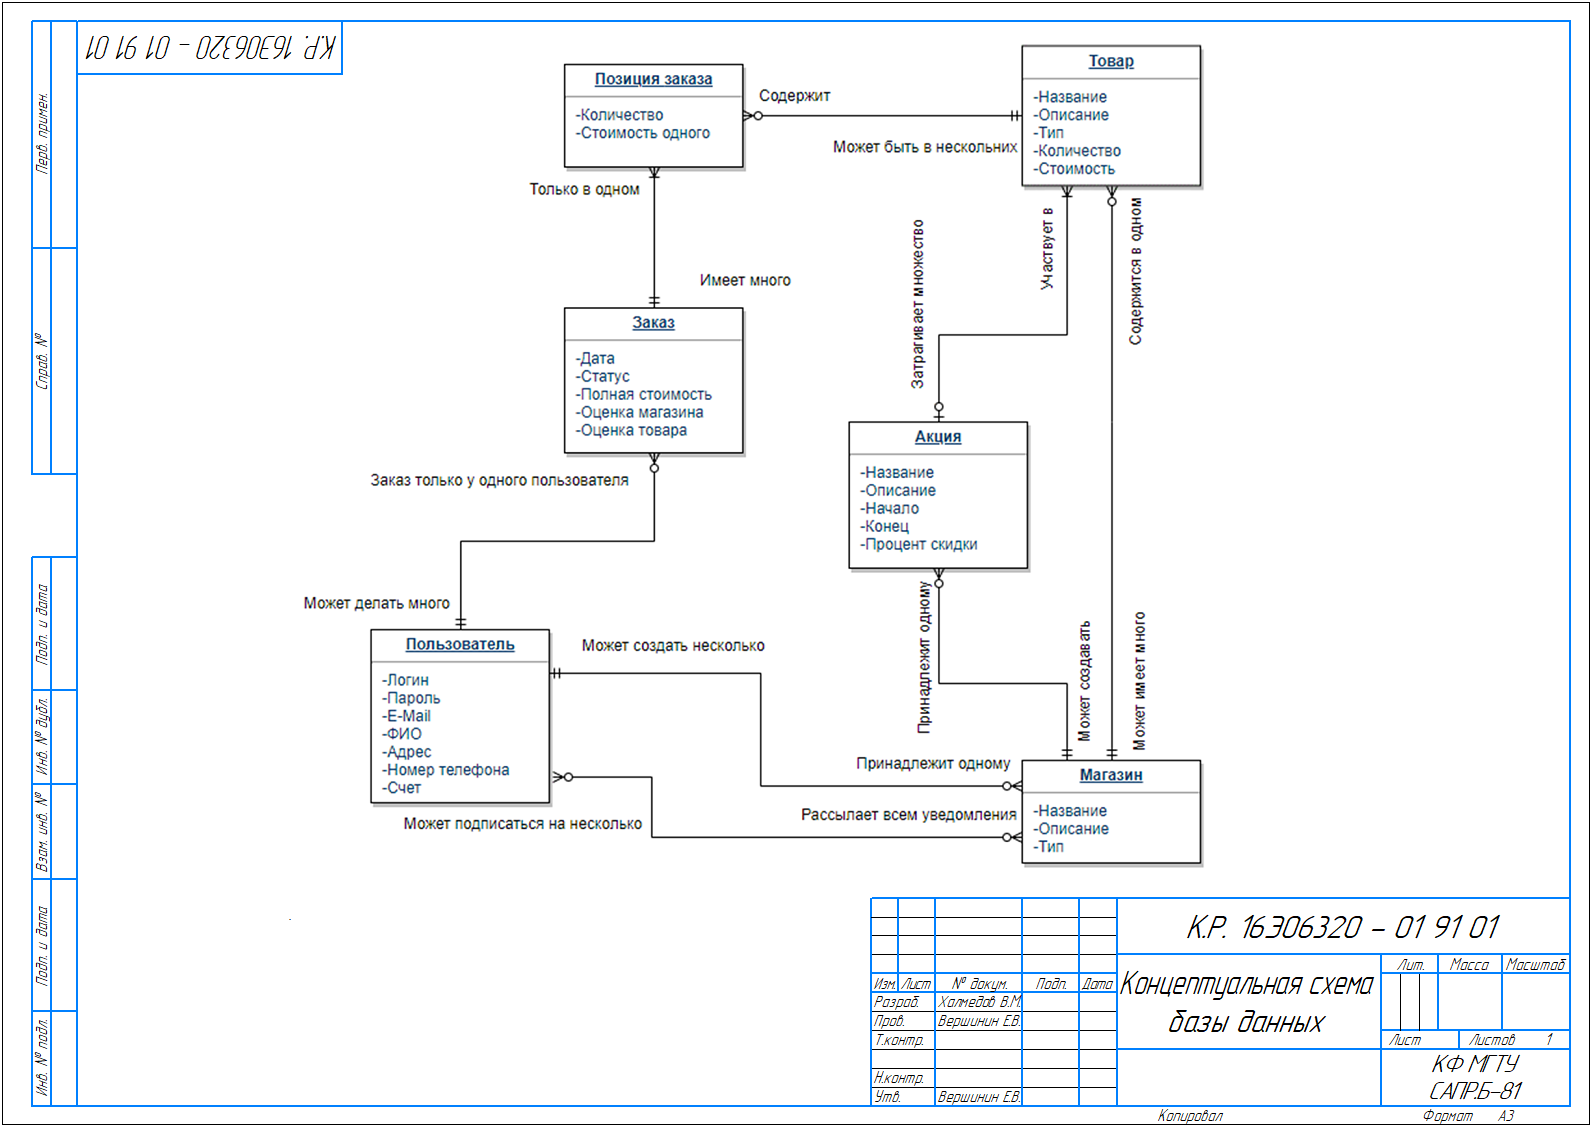 К.Р. 16Э06320 - 01 91 01
Перв. примен.
Справ. №
Подп. и дата
Инв. № дубл.
Взам. инв. №
Подп. и дата
Инв. № подл.
Позиция заказа
-Количество
-Стоимость одного
Содержит
Может быть в нескольних
Товар
-Название
-Описание
-Тип
-Количество
-Стоимость
Только в одном
Имеет много
Затрагивает множество
Участвует в
Содержится в одном
Заказ
-Дата
-Статус
-Полная стоимость
-Оценка магазина
-Оценка товара
Акция
-Название
-Описание
-Начало
-Конец
-Процент скидки
Заказ только у одного пользователя
Может делать много
Принадлежит одному
Может создавать
Может имеет много
Пользователь
-Логин
-Пароль
-E-Mail
-ФИО
-Адрес
-Номер телефона
-Счет
Может создать несколько
Принадлежит одному
Рассылает всем уведомления
Может подписаться на несколько
Магазин
-Название
-Описание
-Тип
К.Р. 16Э06320 - 01 91 01
Концептуальная схема
базы данных
Лит. Масса Масштаб
Изм. Лист № докум. Подп. Дата
Разраб. Халмедов В.М.
Пров. Вершинин Е.В.
Т.контр.
Н.контр.
Утв. Вершинин Е.В.
Лист Листов 1
КФ МГТУ
САПР.Б-81
Копировал Формат А3